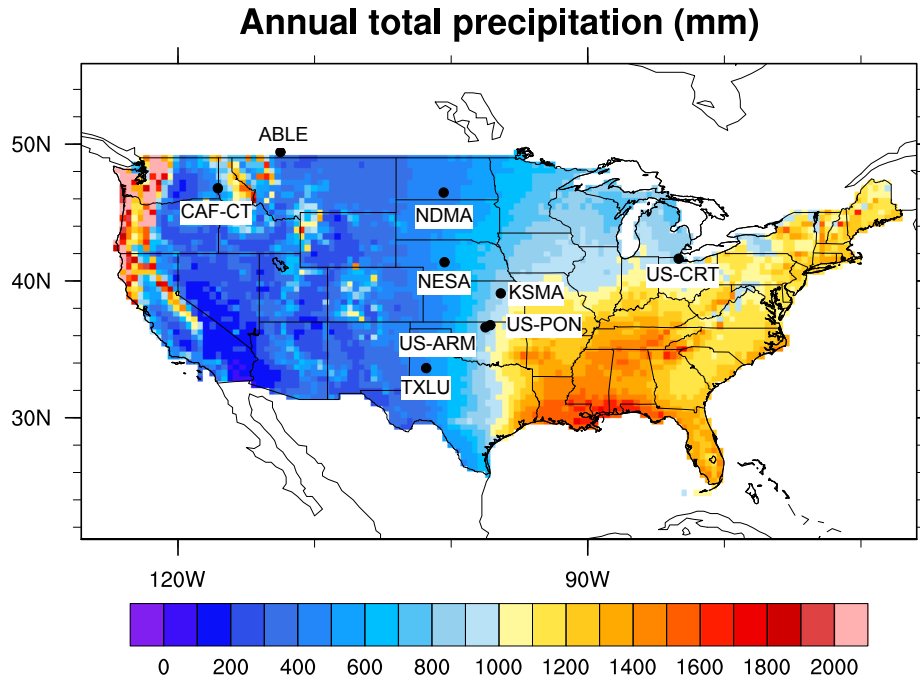 Annual total precipitation (mm)
50N
40N
30N
ABLE
CAF-CT
NDMA
NESA
KSMA
US-CRT
US-PON
US-ARM
TXLU
120W
90W
0 200 400 600 800 1000 1200 1400 1600 1800 2000